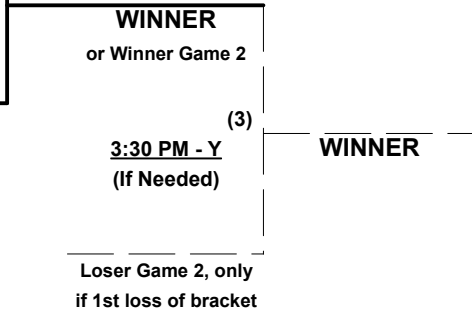 WINNER
or Winner Game 2
(3)
3:30 PM - Y
WINNER
(If Needed)
Loser Game 2, only
if 1st loss of bracket